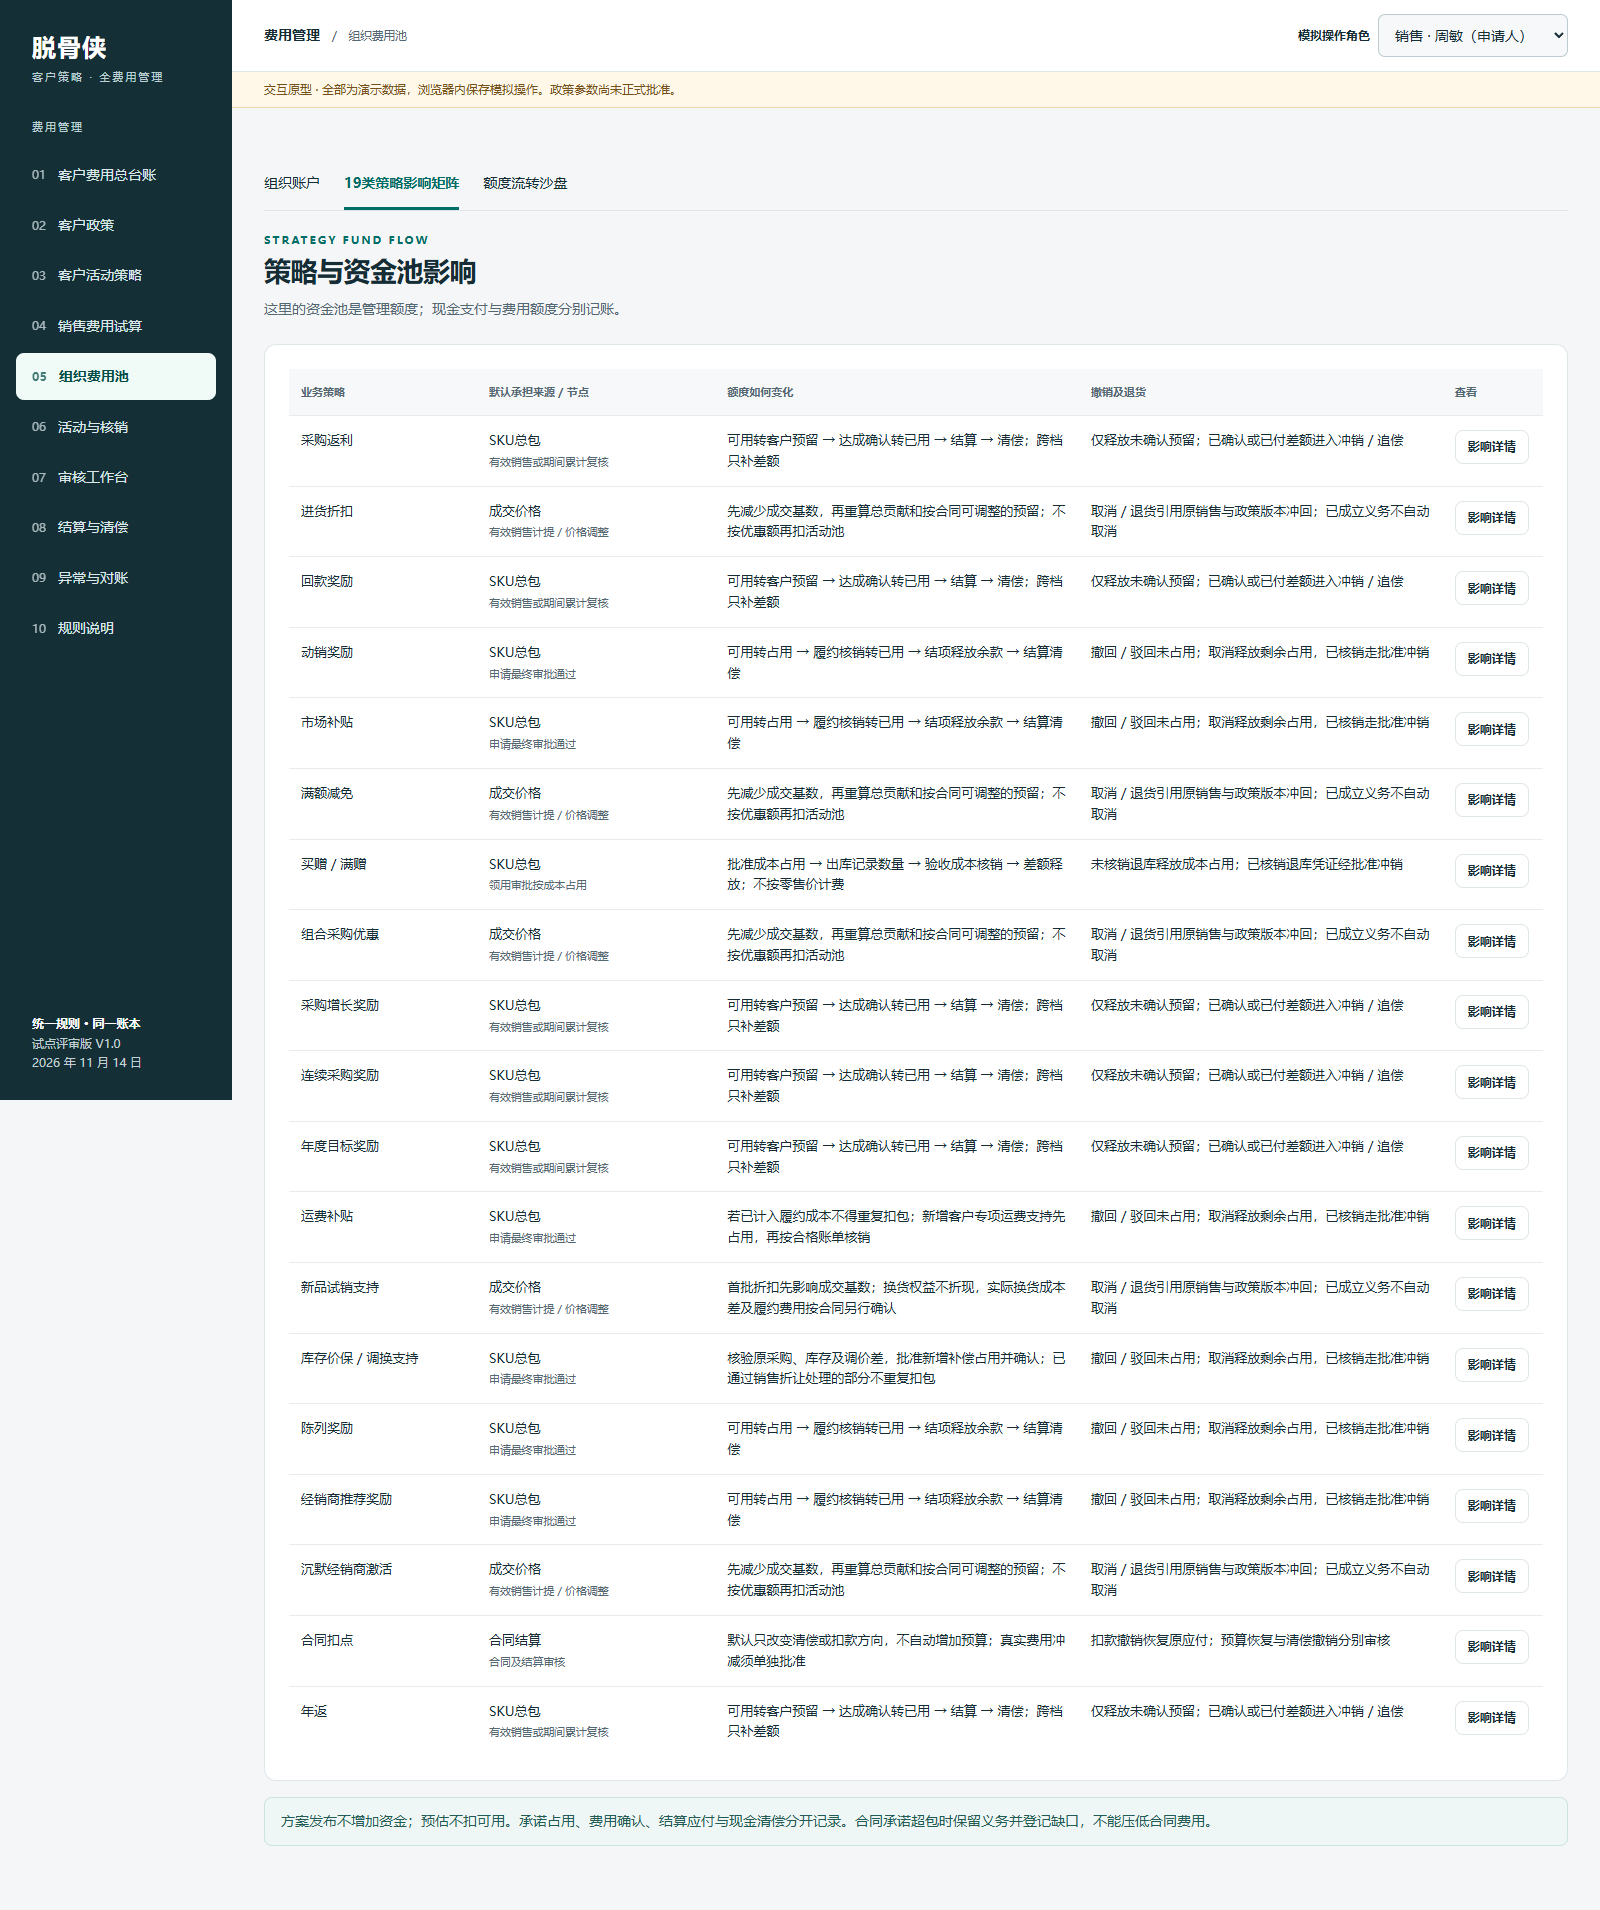 脱骨侠
客户策略 · 全费用管理
费用管理
01 客户费用总台账
02 客户政策
03 客户活动策略
04 销售费用试算
05 组织费用池
06 活动与核销
07 审核工作台
08 结算与清偿
09 异常与对账
10 规则说明
统一规则 · 同一账本
试点评审版 V1.0
2026 年 11 月 14 日
费用管理 / 组织费用池
模拟操作角色 销售 · 周敏（申请人）
交互原型 · 全部为演示数据，浏览器内保存模拟操作。政策参数尚未正式批准。
组织账户 19类策略影响矩阵 额度流转沙盘
STRATEGY FUND FLOW
策略与资金池影响
这里的资金池是管理额度；现金支付与费用额度分别记账。
业务策略 默认承担来源 / 节点 额度如何变化 撤销及退货 查看
采购返利 SKU总包 可用转客户预留 → 达成确认转已用 → 结算 → 清偿；跨档 仅释放未确认预留；已确认或已付差额进入冲销 / 追偿 影响详情
有效销售或期间累计复核 只补差额
进货折扣 成交价格 先减少成交基数，再重算总贡献和按合同可调整的预留；不 取消 / 退货引用原销售与政策版本冲回；已成立义务不自动 影响详情
有效销售计提 / 价格调整 按优惠额再扣活动池 取消
回款奖励 SKU总包 可用转客户预留 → 达成确认转已用 → 结算 → 清偿；跨档 仅释放未确认预留；已确认或已付差额进入冲销 / 追偿 影响详情
有效销售或期间累计复核 只补差额
动销奖励 SKU总包 可用转占用 → 履约核销转已用 → 结项释放余款 → 结算清 撤回 / 驳回未占用；取消释放剩余占用，已核销走批准冲销 影响详情
申请最终审批通过 偿
市场补贴 SKU总包 可用转占用 → 履约核销转已用 → 结项释放余款 → 结算清 撤回 / 驳回未占用；取消释放剩余占用，已核销走批准冲销 影响详情
申请最终审批通过 偿
满额减免 成交价格 先减少成交基数，再重算总贡献和按合同可调整的预留；不 取消 / 退货引用原销售与政策版本冲回；已成立义务不自动 影响详情
有效销售计提 / 价格调整 按优惠额再扣活动池 取消
买赠 / 满赠 SKU总包 批准成本占用 → 出库记录数量 → 验收成本核销 → 差额释 未核销退库释放成本占用；已核销退库凭证经批准冲销 影响详情
领用审批按成本占用 放；不按零售价计费
组合采购优惠 成交价格 先减少成交基数，再重算总贡献和按合同可调整的预留；不 取消 / 退货引用原销售与政策版本冲回；已成立义务不自动 影响详情
有效销售计提 / 价格调整 按优惠额再扣活动池 取消
采购增长奖励 SKU总包 可用转客户预留 → 达成确认转已用 → 结算 → 清偿；跨档 仅释放未确认预留；已确认或已付差额进入冲销 / 追偿 影响详情
有效销售或期间累计复核 只补差额
连续采购奖励 SKU总包 可用转客户预留 → 达成确认转已用 → 结算 → 清偿；跨档 仅释放未确认预留；已确认或已付差额进入冲销 / 追偿 影响详情
有效销售或期间累计复核 只补差额
年度目标奖励 SKU总包 可用转客户预留 → 达成确认转已用 → 结算 → 清偿；跨档 仅释放未确认预留；已确认或已付差额进入冲销 / 追偿 影响详情
有效销售或期间累计复核 只补差额
运费补贴 SKU总包 若已计入履约成本不得重复扣包；新增客户专项运费支持先 撤回 / 驳回未占用；取消释放剩余占用，已核销走批准冲销 影响详情
申请最终审批通过 占用，再按合格账单核销
新品试销支持 成交价格 首批折扣先影响成交基数；换货权益不折现，实际换货成本 取消 / 退货引用原销售与政策版本冲回；已成立义务不自动 影响详情
有效销售计提 / 价格调整 差及履约费用按合同另行确认 取消
库存价保 / 调换支持 SKU总包 核验原采购、库存及调价差，批准新增补偿占用并确认；已 撤回 / 驳回未占用；取消释放剩余占用，已核销走批准冲销 影响详情
申请最终审批通过 通过销售折让处理的部分不重复扣包
陈列奖励 SKU总包 可用转占用 → 履约核销转已用 → 结项释放余款 → 结算清 撤回 / 驳回未占用；取消释放剩余占用，已核销走批准冲销 影响详情
申请最终审批通过 偿
经销商推荐奖励 SKU总包 可用转占用 → 履约核销转已用 → 结项释放余款 → 结算清 撤回 / 驳回未占用；取消释放剩余占用，已核销走批准冲销 影响详情
申请最终审批通过 偿
沉默经销商激活 成交价格 先减少成交基数，再重算总贡献和按合同可调整的预留；不 取消 / 退货引用原销售与政策版本冲回；已成立义务不自动 影响详情
有效销售计提 / 价格调整 按优惠额再扣活动池 取消
合同扣点 合同结算 默认只改变清偿或扣款方向，不自动增加预算；真实费用冲 扣款撤销恢复原应付；预算恢复与清偿撤销分别审核 影响详情
合同及结算审核 减须单独批准
年返 SKU总包 可用转客户预留 → 达成确认转已用 → 结算 → 清偿；跨档 仅释放未确认预留；已确认或已付差额进入冲销 / 追偿 影响详情
有效销售或期间累计复核 只补差额
方案发布不增加资金；预估不扣可用。承诺占用、费用确认、结算应付与现金清偿分开记录。合同承诺超包时保留义务并登记缺口，不能压低合同费用。